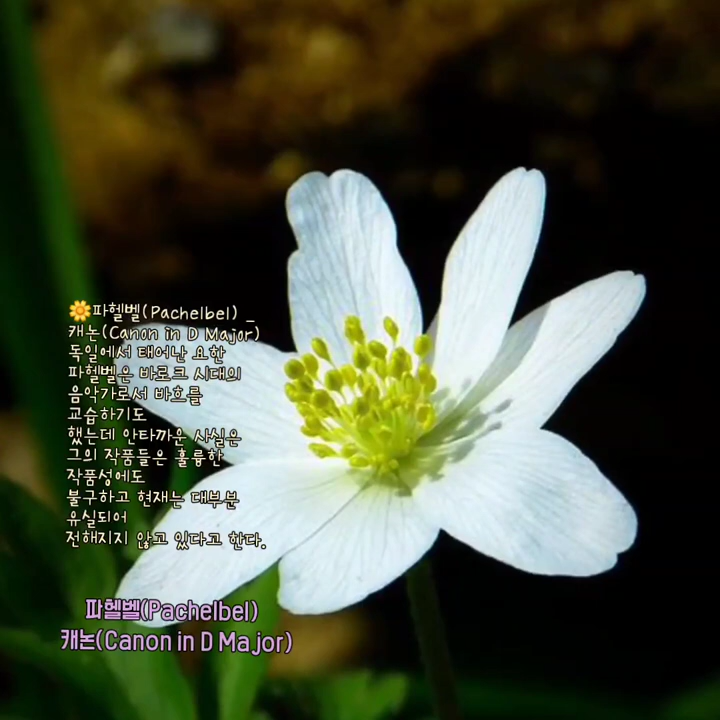 🌼파헬벨(Pachelbel) _
캐논(Canon in D Major)
독일에서 태어난 요한
파헬벨은 바로크 시대의
음악가로서 바흐를
교습하기도
했는데 안타까운 사실은
그의 작품들은 훌륭한
작품성에도
불구하고 현재는 대부분
유실되어
전해지지 않고 있다고 한다.
파헬벨(Pachelbel)
캐논(Canon in D Major)